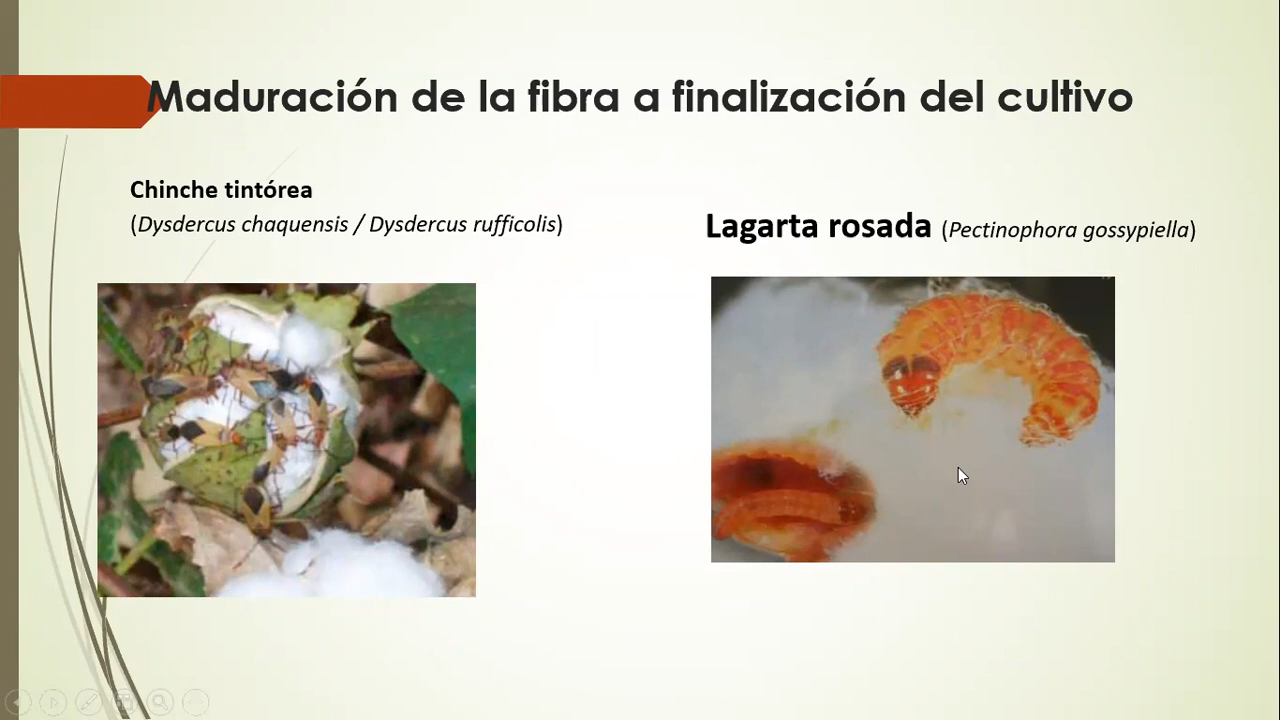 Maduración de la fibra a finalización del cultivo
Chinche tintórea
(Dysdercus chaquensis / Dysdercus rufficolis)
Lagarta rosada (Pectinophora gossypiella)